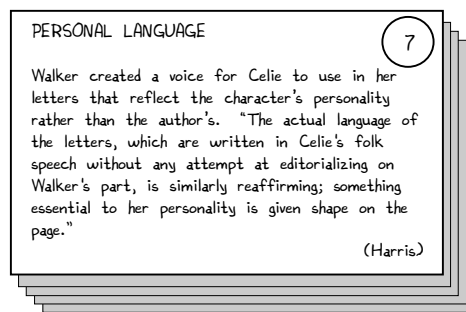 PERSONAL LANGUAGE
7
Walker created a voice for Celie to use in her
letters that reflect the character's personality
rather than the author's. "The actual language of
the letters, which are written in Celie's folk
speech without any attempt at editorializing on
Walker's part, is similarly reaffirming; something
essential to her personality is given shape on the
page."
(Harris)